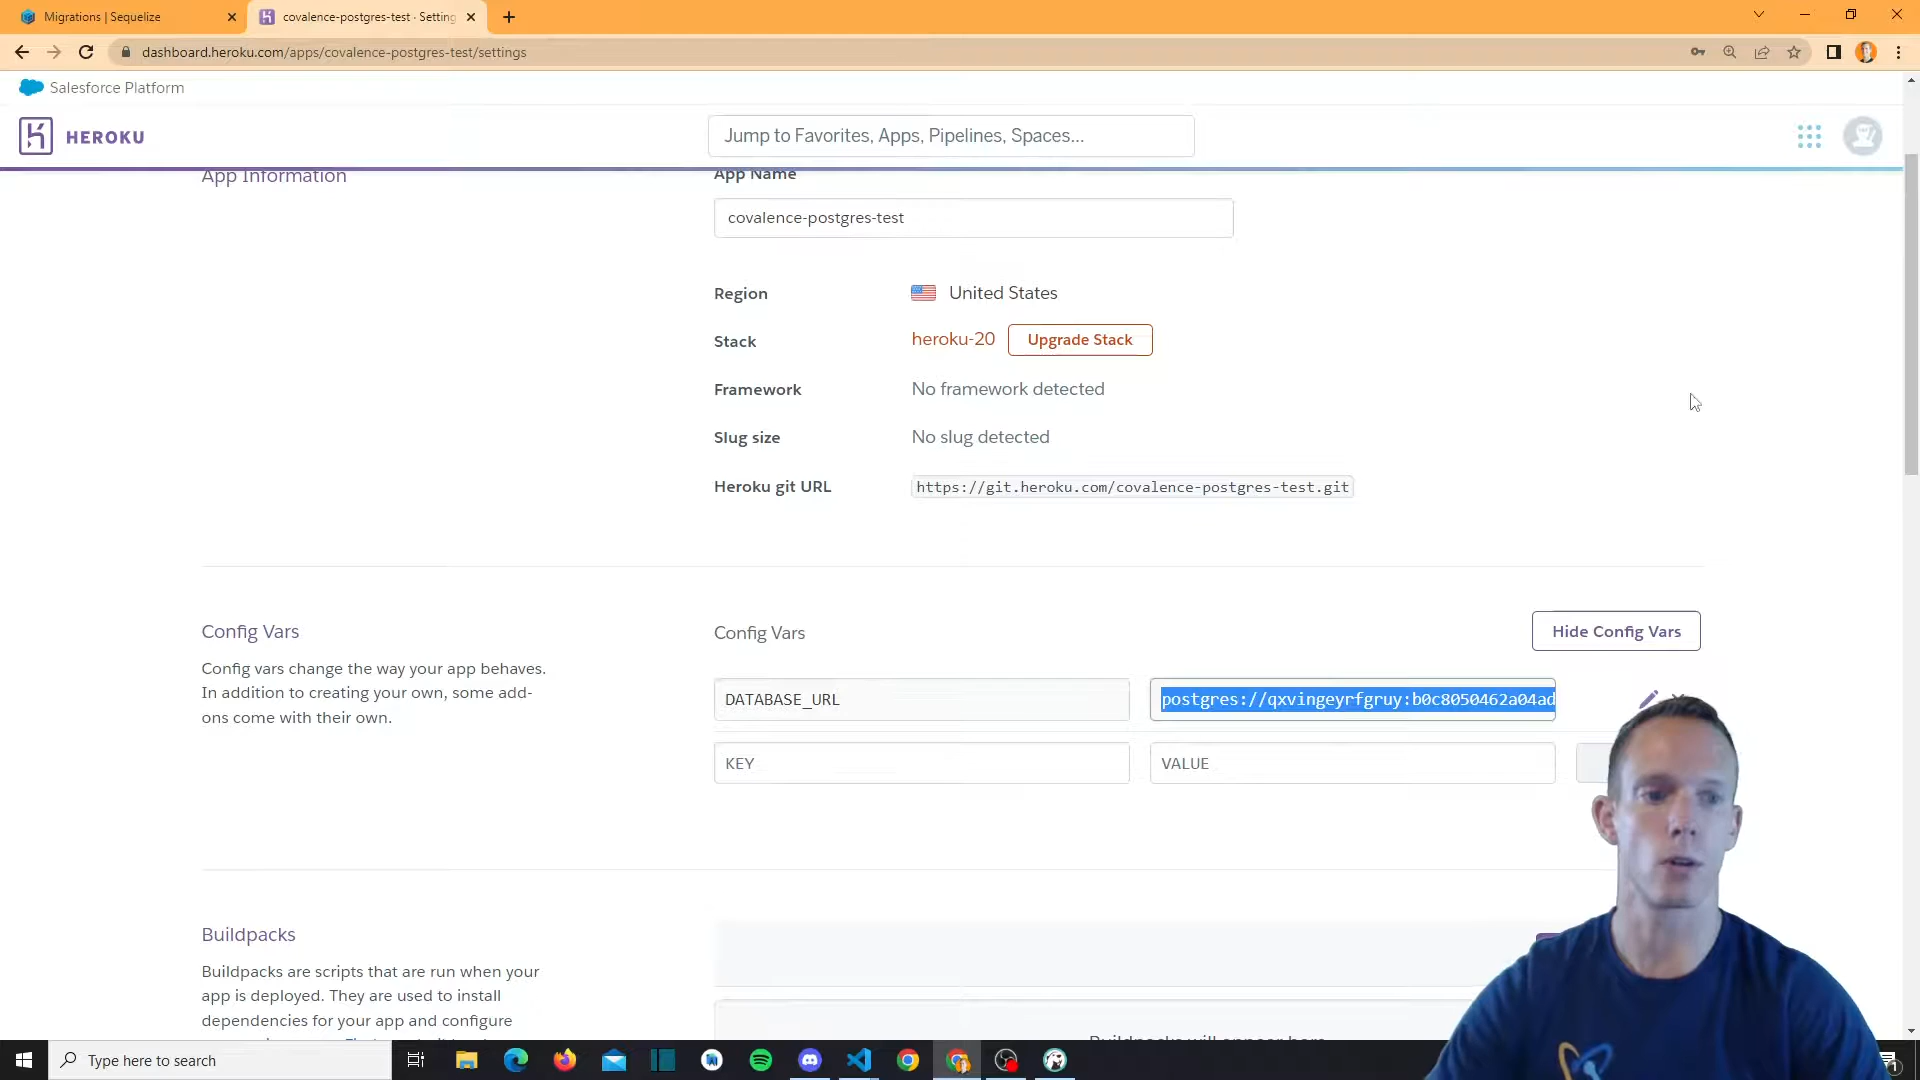 Migrations | Sequelize
covalence-postgres-test · Setting
dashboard.heroku.com/apps/covalence-postgres-test/settings
Salesforce Platform
HEROKU
Jump to Favorites, Apps, Pipelines, Spaces...
App Information
App Name
covalence-postgres-test
Region
United States
Stack
heroku-20
Upgrade Stack
Framework
No framework detected
Slug size
No slug detected
Heroku git URL
https://git.heroku.com/covalence-postgres-test.git
Config Vars
Config vars change the way your app behaves.
In addition to creating your own, some add-
ons come with their own.
Config Vars
Hide Config Vars
DATABASE_URL
postgres://qxvingeyrfgruy:b0c8050462a04ad
KEY
VALUE
Buildpacks
Buildpacks are scripts that are run when your
app is deployed. They are used to install
dependencies for your app and configure
Buildpacks will appear here
Type here to search
1